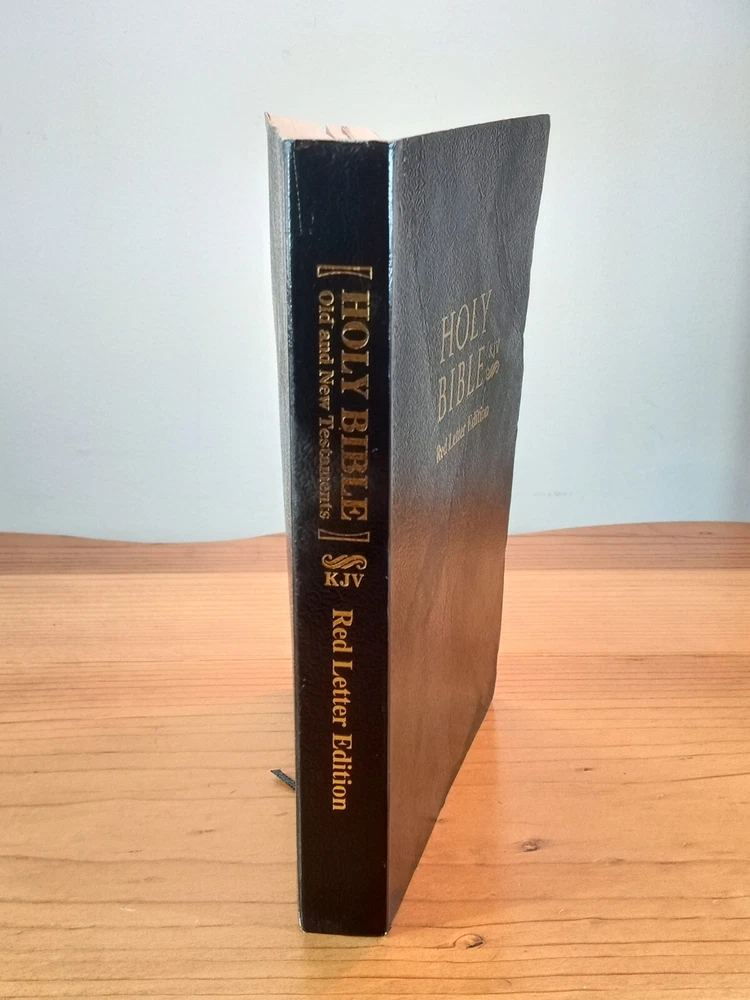 HOLY BIBLE
Old and New Testaments
KJV
Red Letter Edition
HOLY
BIBLE KJV
Red Letter Edition